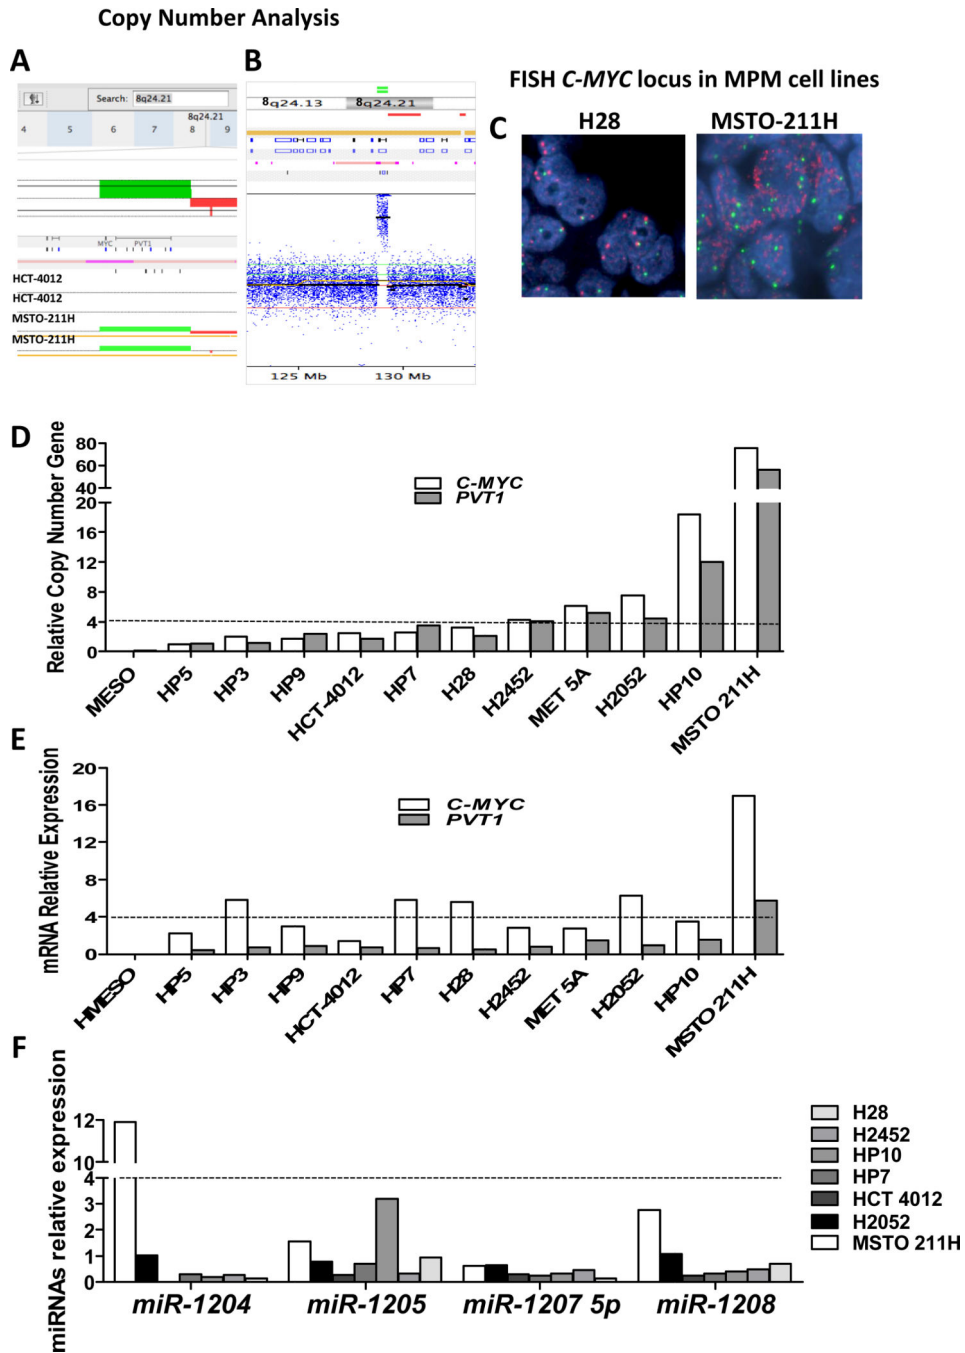 Copy Number Analysis
A
B
Search: 8q24.21
8q24.21
4 5 6 7 8 9
MYC PVT1
HCT-4012
HCT-4012
MSTO-211H
MSTO-211H
8q24.13 8q24.21
125 Mb 130 Mb
FISH C-MYC locus in MPM cell lines
C
H28 MSTO-211H
D
Relative Copy Number Gene
80
60
40
20
16
12
8
4
0
C-MYC
PVT1
MESO HP5 HP3 HP9 HCT-4012 HP7 H28 H2452 MET 5A H2052 HP10 MSTO 211H
E
mRNA Relative Expression
20
16
12
8
4
0
C-MYC
PVT1
HMESO HP5 HP3 HP9 HCT-4012 HP7 H28 H2452 MET 5A H2052 HP10 MSTO 211H
F
miRNAs relative expression
12
10
4
3
2
1
0
miR-1204 miR-1205 miR-1207 5p miR-1208
H28
H2452
HP10
HP7
HCT 4012
H2052
MSTO 211H